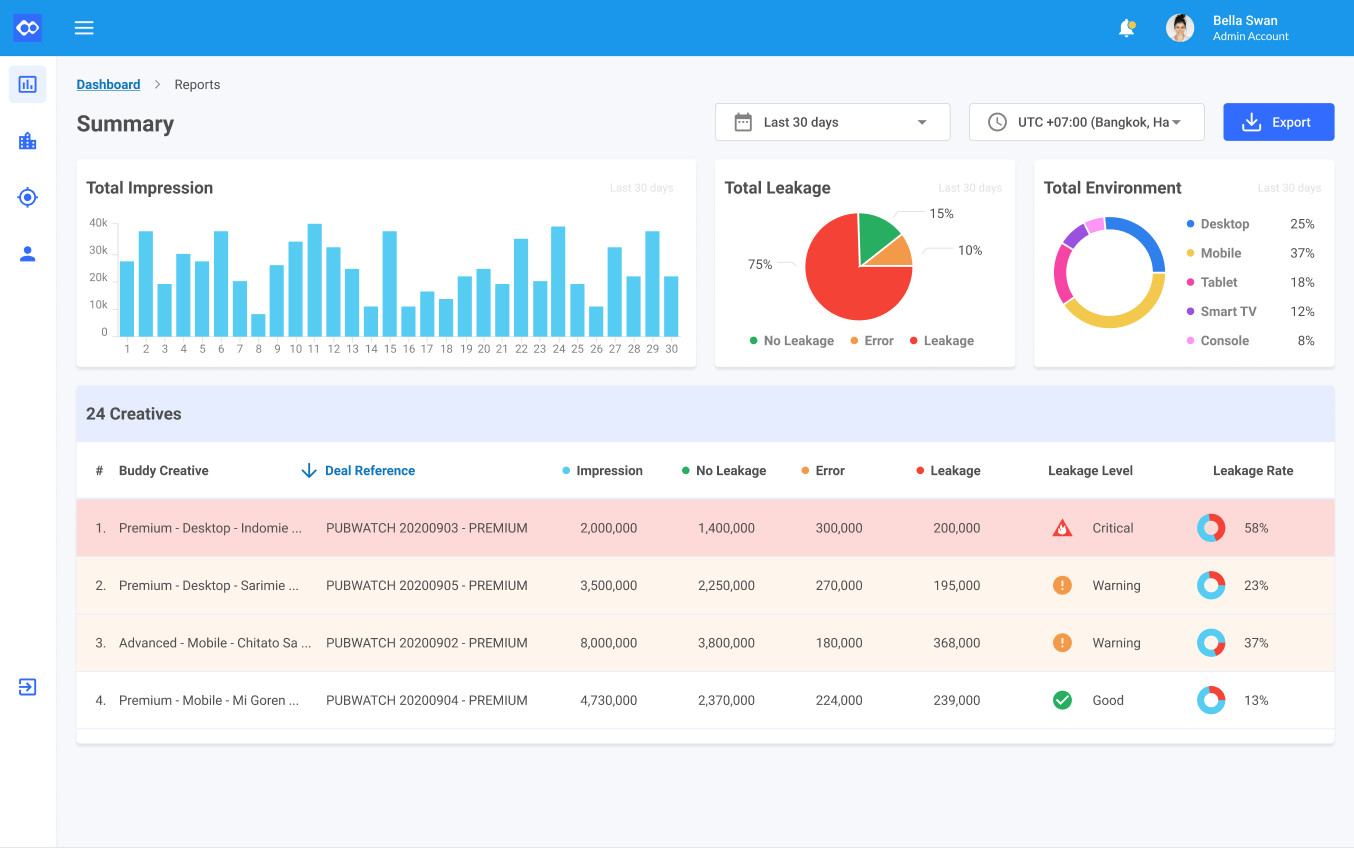 Bella Swan
Admin Account
Dashboard > Reports
Summary
Last 30 days
UTC +07:00 (Bangkok, Ha
Export
Total Impression
Last 30 days
40k
30k
20k
10k
0
1 2 3 4 5 6 7 8 9 10 11 12 13 14 15 16 17 18 19 20 21 22 23 24 25 26 27 28 29 30
Total Leakage
Last 30 days
15%
10%
75%
No Leakage Error Leakage
Total Environment
Last 30 days
Desktop 25%
Mobile 37%
Tablet 18%
Smart TV 12%
Console 8%
24 Creatives
# Buddy Creative Deal Reference Impression No Leakage Error Leakage Leakage Level Leakage Rate
1. Premium - Desktop - Indomie ... PUBWATCH 20200903 - PREMIUM 2,000,000 1,400,000 300,000 200,000 Critical 58%
2. Premium - Desktop - Sarimie ... PUBWATCH 20200905 - PREMIUM 3,500,000 2,250,000 270,000 195,000 Warning 23%
3. Advanced - Mobile - Chitato Sa ... PUBWATCH 20200902 - PREMIUM 8,000,000 3,800,000 180,000 368,000 Warning 37%
4. Premium - Mobile - Mi Goren ... PUBWATCH 20200904 - PREMIUM 4,730,000 2,370,000 224,000 239,000 Good 13%